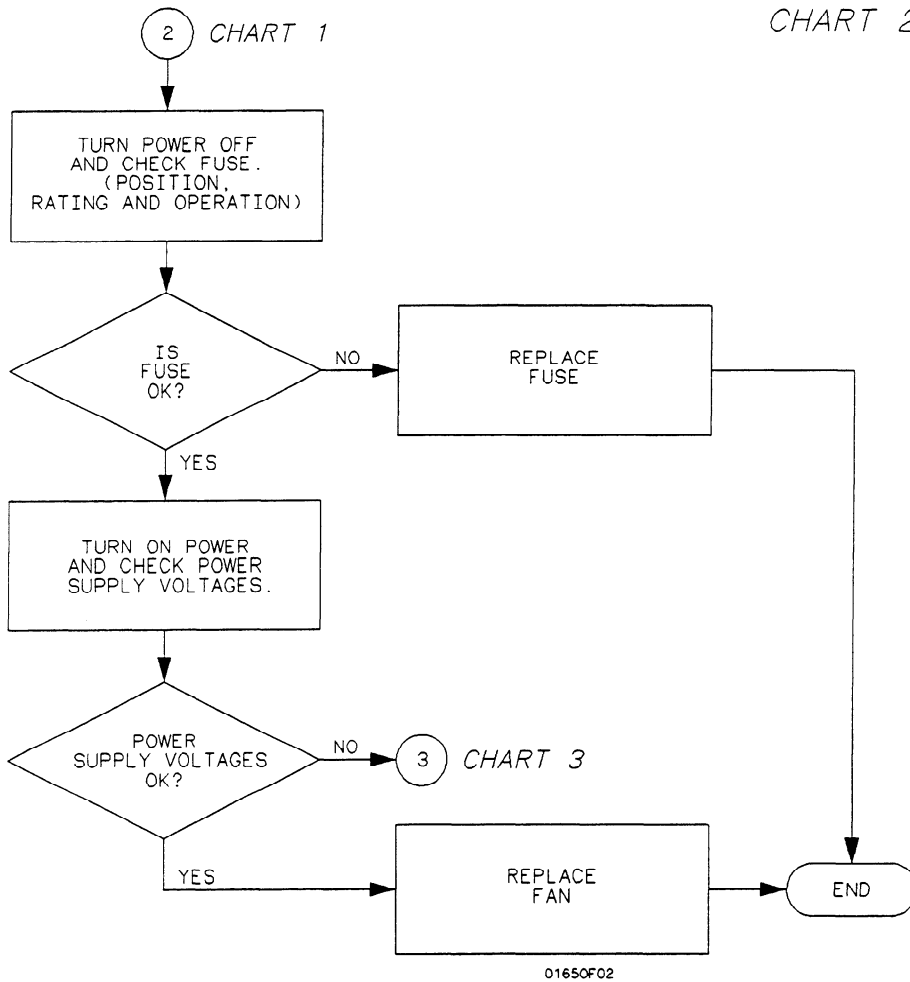 2 CHART 1
CHART 2
TURN POWER OFF
AND CHECK FUSE.
(POSITION,
RATING AND OPERATION)
IS
FUSE
OK?
NO
REPLACE
FUSE
YES
TURN ON POWER
AND CHECK POWER
SUPPLY VOLTAGES.
POWER
SUPPLY VOLTAGES
OK?
NO
3 CHART 3
YES
REPLACE
FAN
END
01650F02